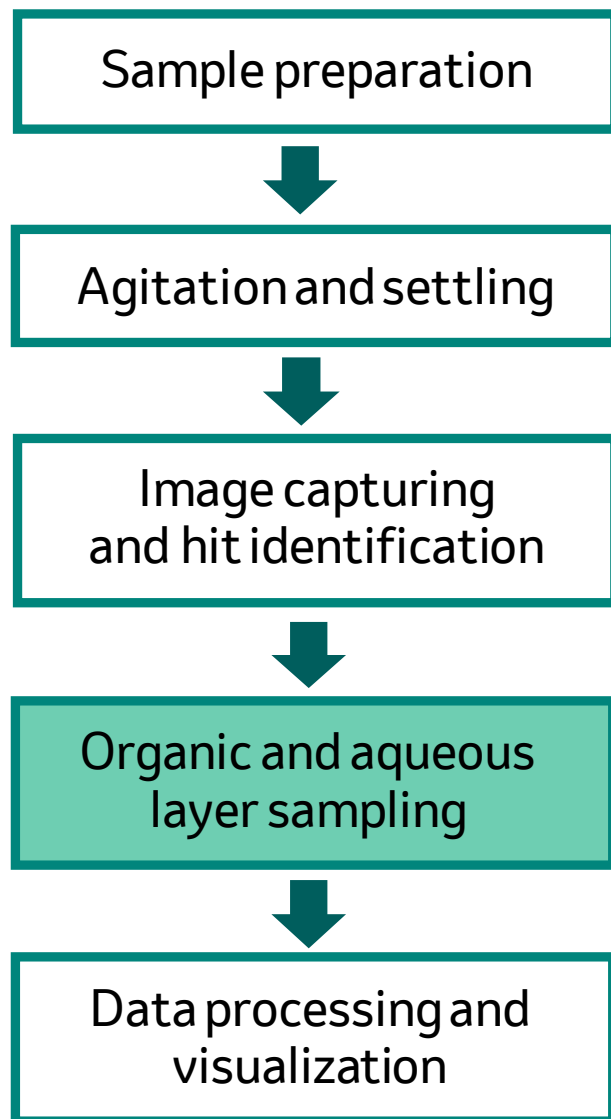 Sample preparation
Agitation and settling
Image capturing
and hit identification
Organic and aqueous
layer sampling
Data processing and
visualization